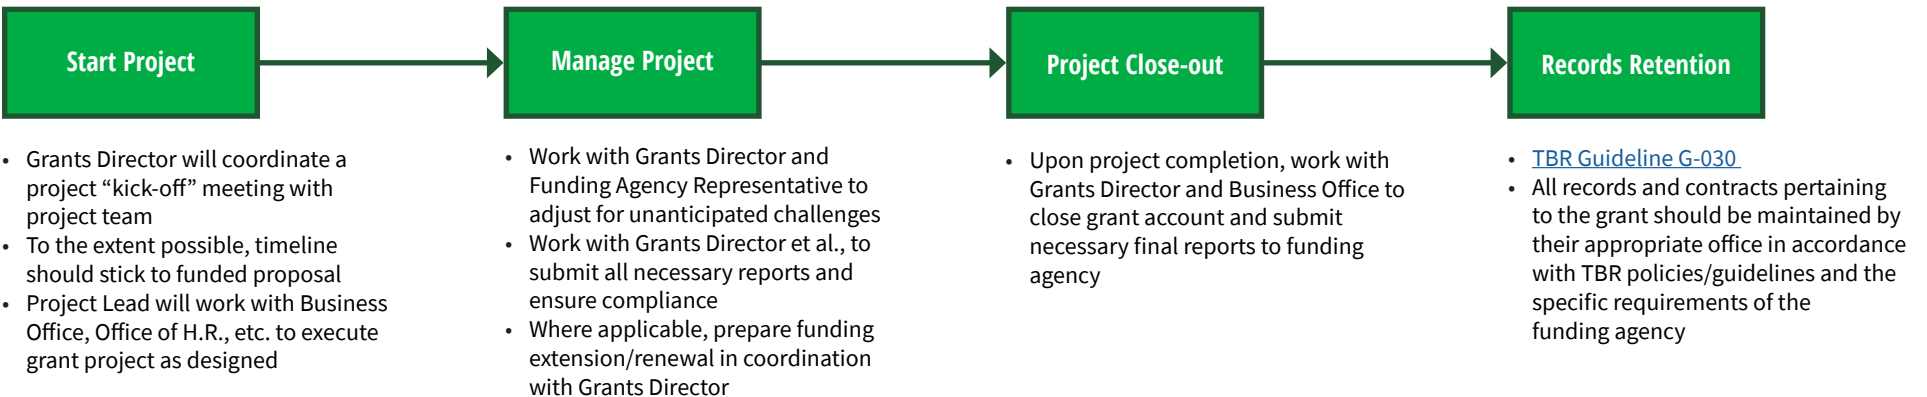 Start Project
• Grants Director will coordinate a
project “kick-off” meeting with
project team
• To the extent possible, timeline
should stick to funded proposal
• Project Lead will work with Business
Office, Office of H.R., etc. to execute
grant project as designed
Manage Project
• Work with Grants Director and
Funding Agency Representative to
adjust for unanticipated challenges
• Work with Grants Director et al., to
submit all necessary reports and
ensure compliance
• Where applicable, prepare funding
extension/renewal in coordination
with Grants Director
Project Close-out
• Upon project completion, work with
Grants Director and Business Office to
close grant account and submit
necessary final reports to funding
agency
Records Retention
• TBR Guideline G-030
• All records and contracts pertaining
to the grant should be maintained by
their appropriate office in accordance
with TBR policies/guidelines and the
specific requirements of the
funding agency